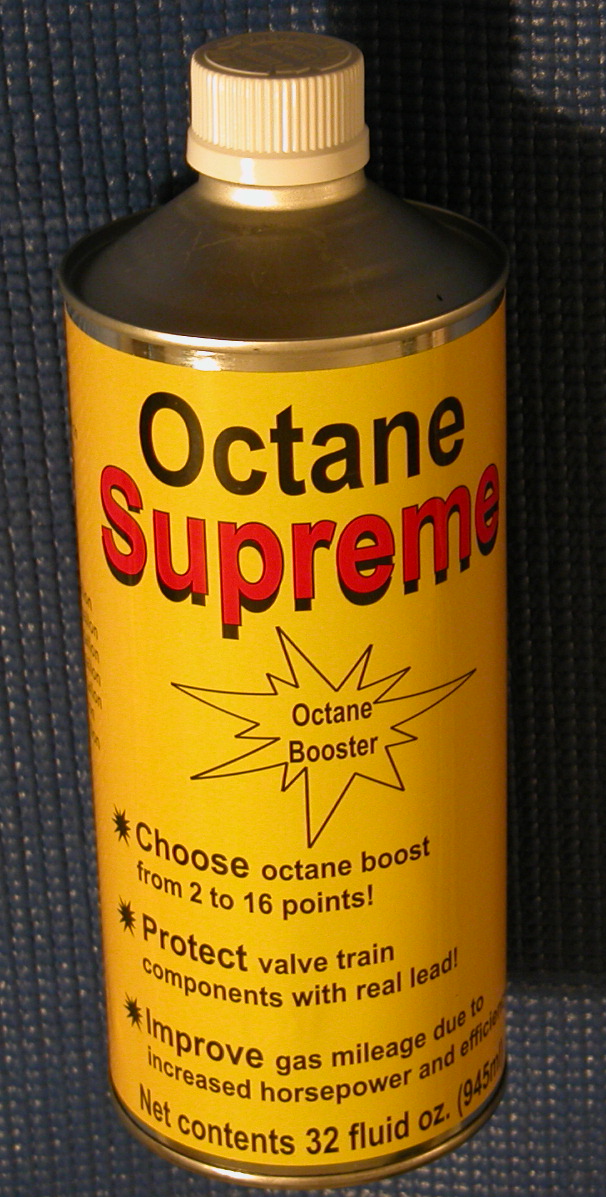 Octane
Supreme
Octane
Booster
Choose octane boost
from 2 to 16 points!
Protect valve train
components with real lead!
Improve gas mileage due to
increased horsepower and
Net contents 32 fluid oz. (945ml)